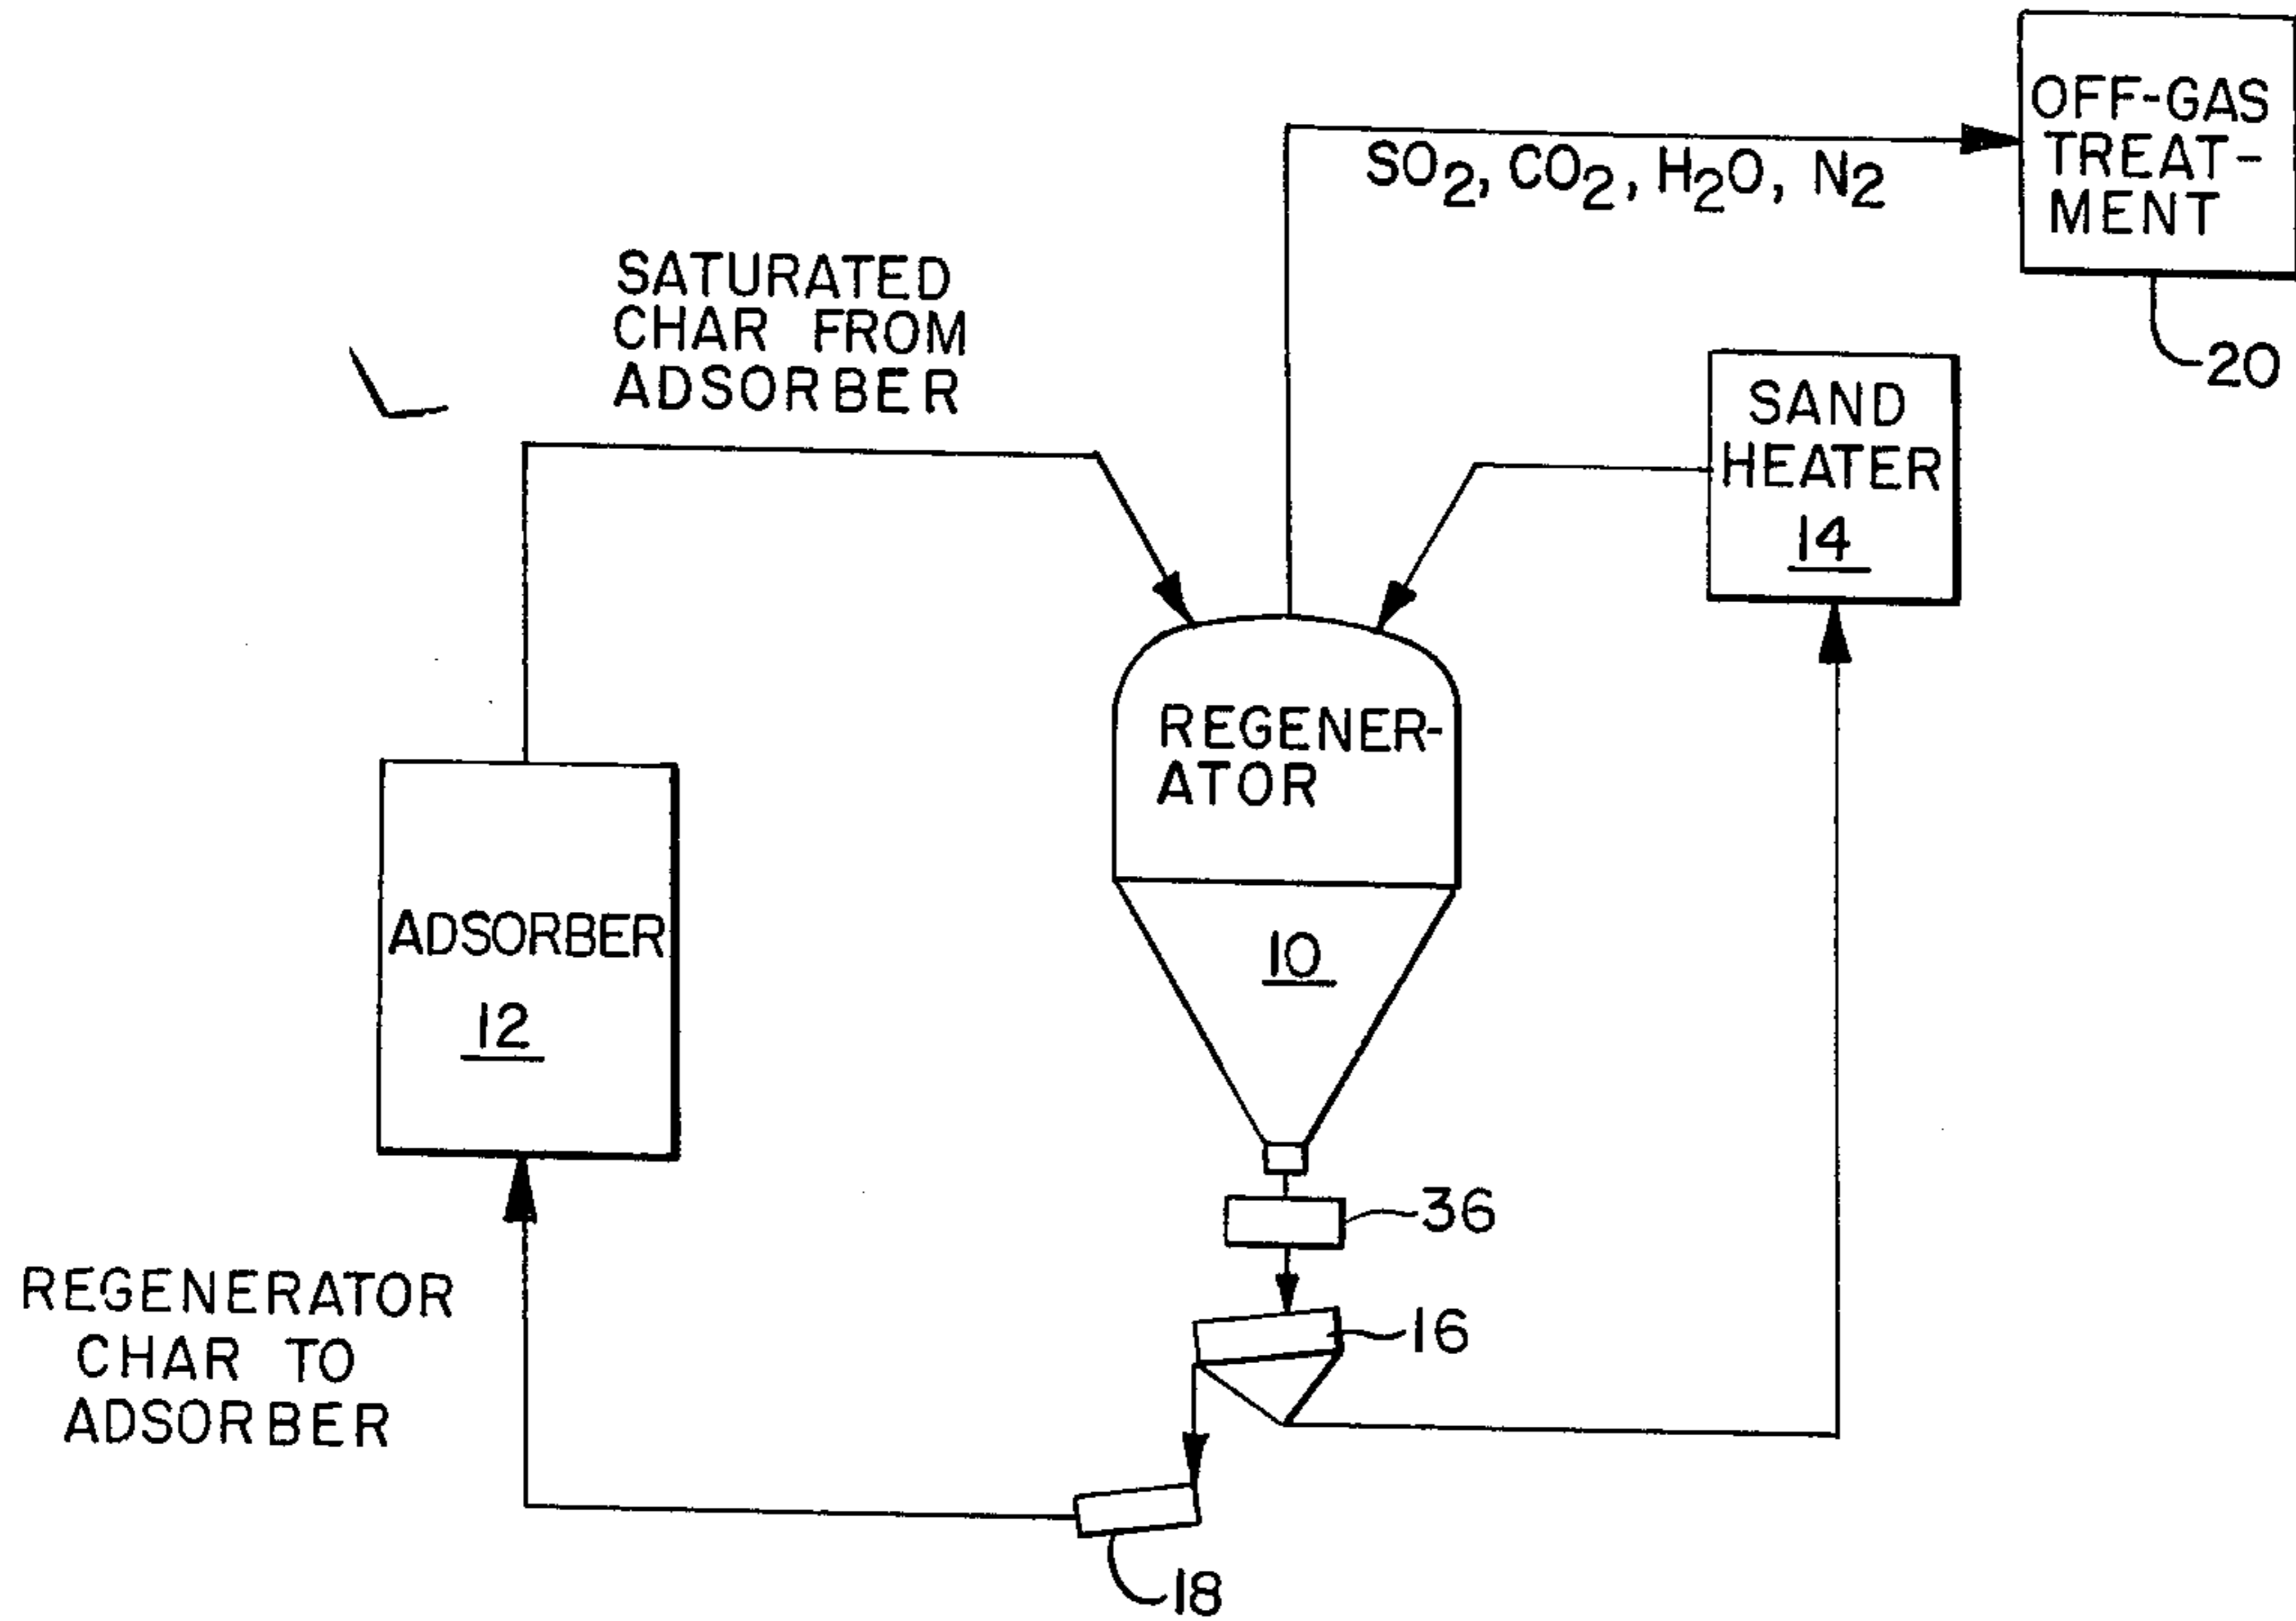 OFF-GAS
TREAT-
MENT
20
SO2, CO2, H2O, N2
SATURATED
CHAR FROM
ADSORBER
SAND
HEATER
14
REGENER-
ATOR
10
ADSORBER
12
36
16
REGENERATOR
CHAR TO
ADSORBER
18